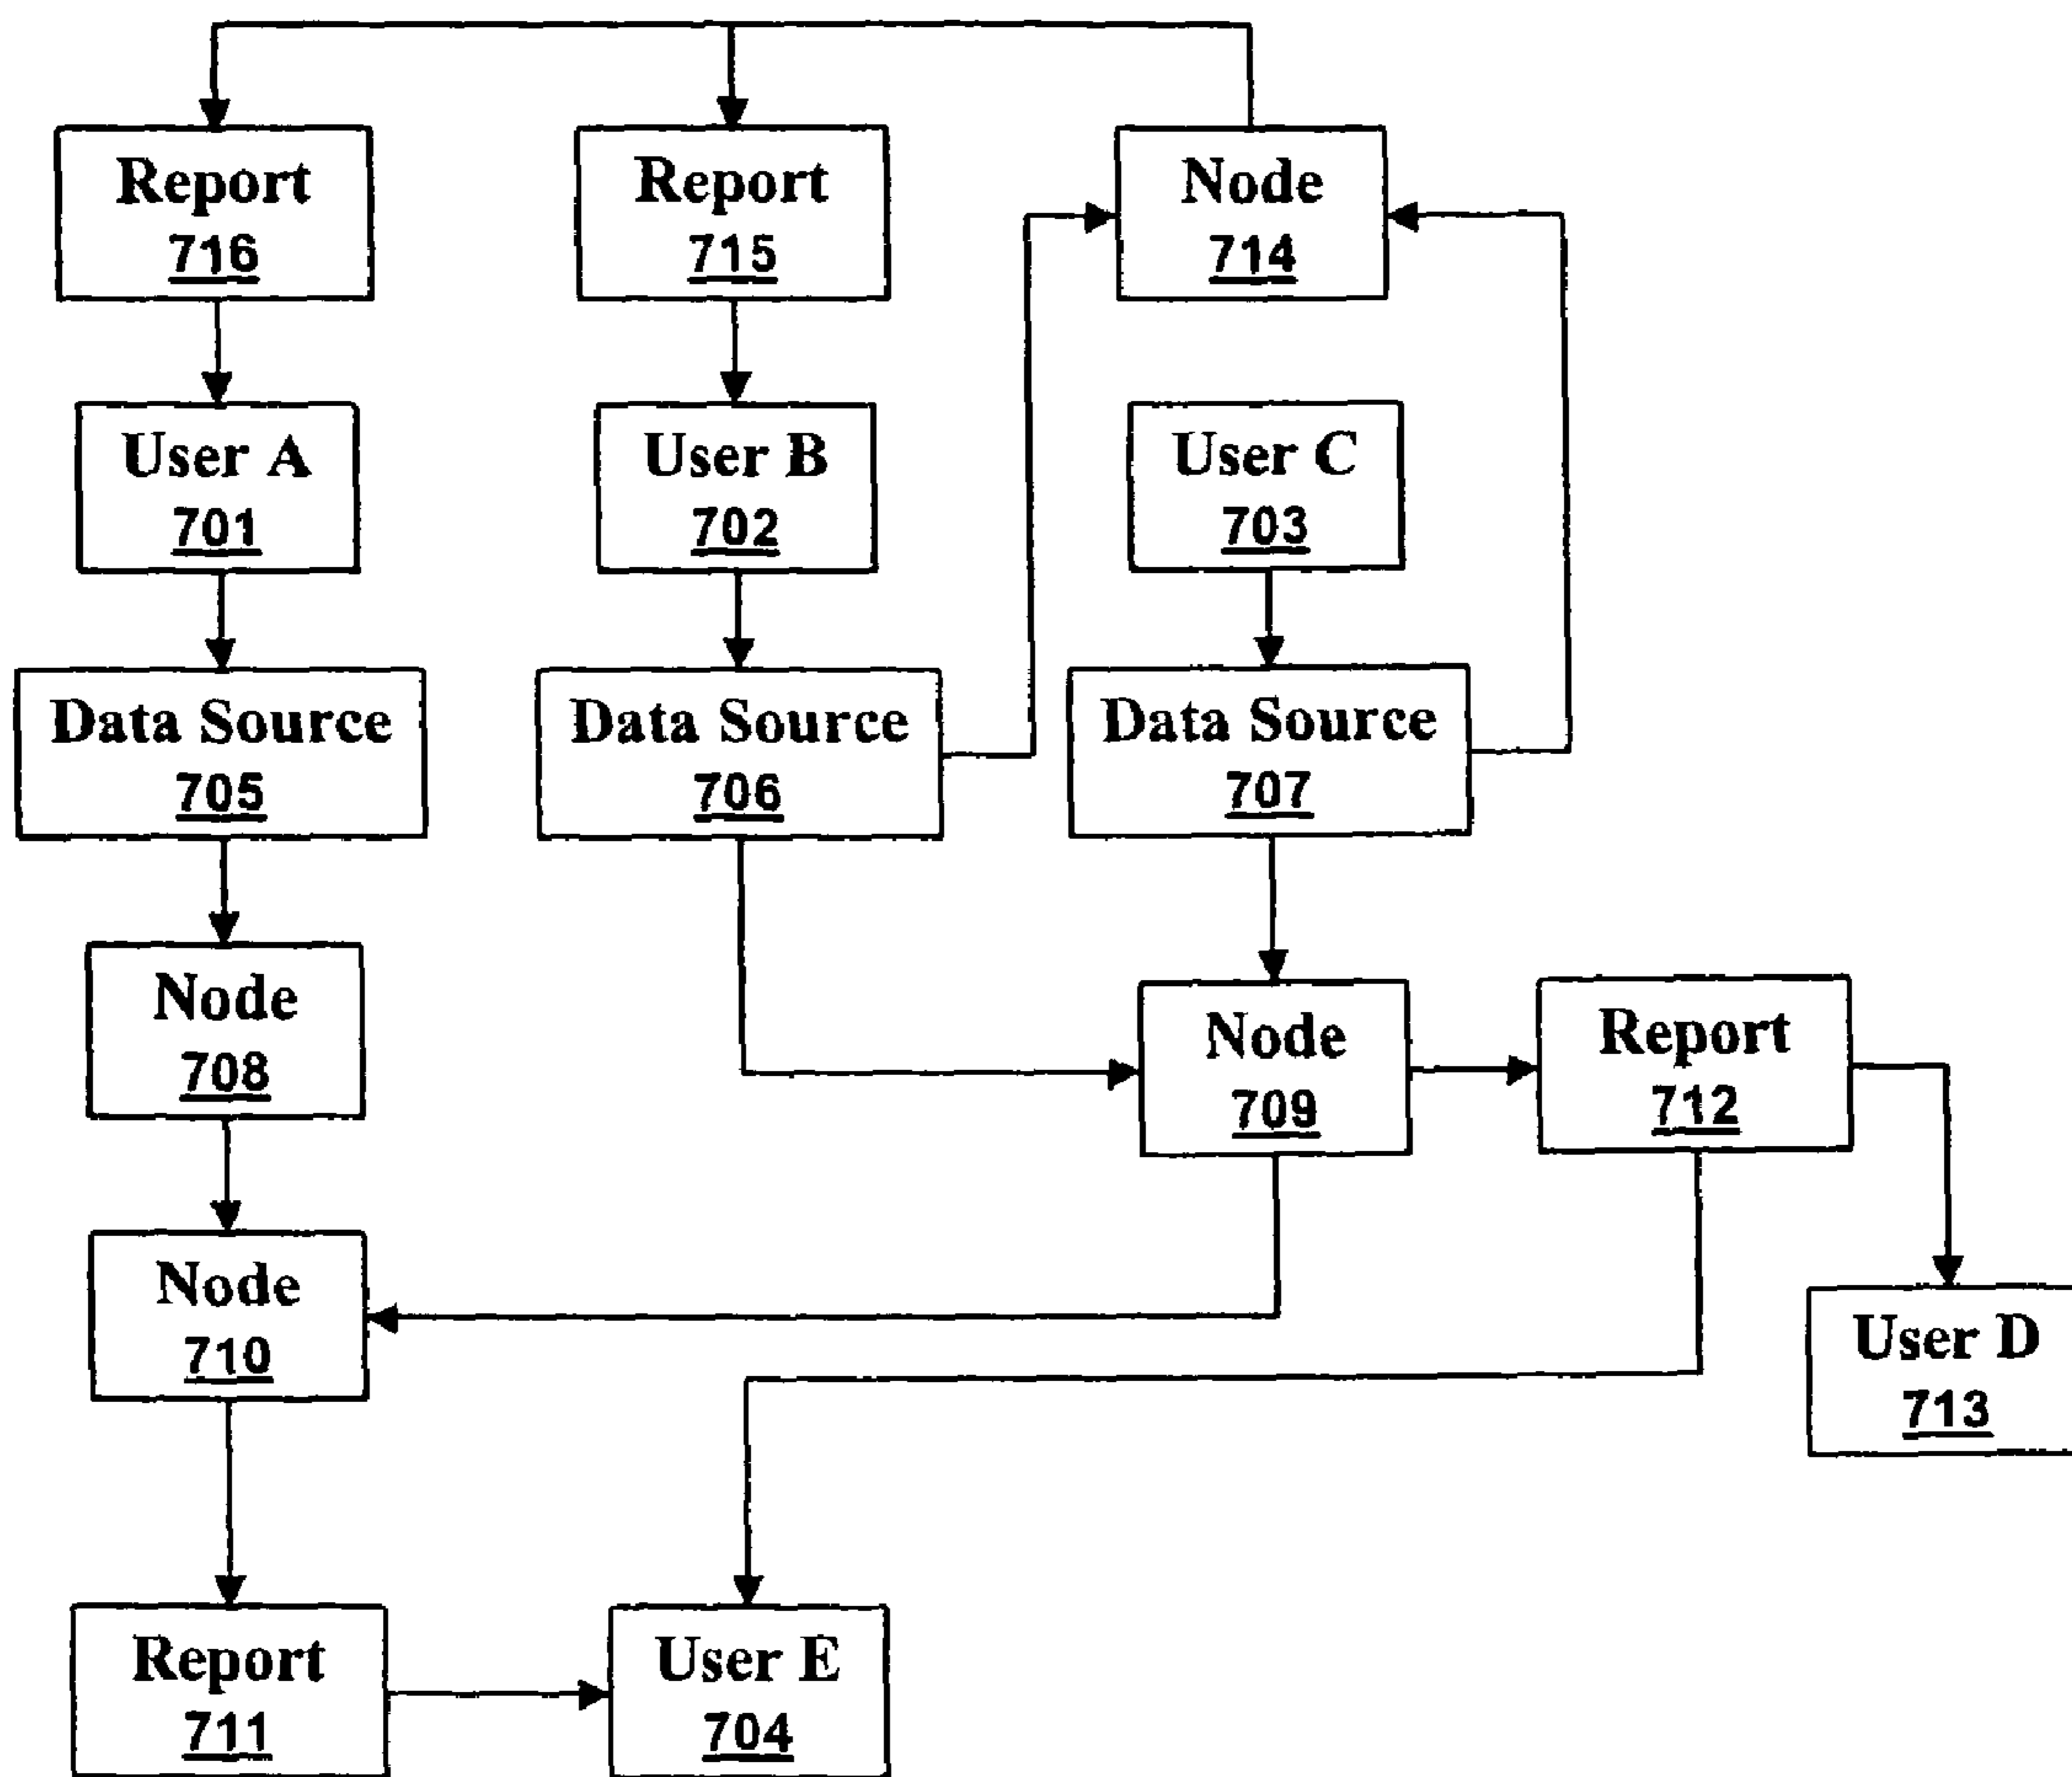 Report
716
Report
715
Node
714
User A
701
User B
702
User C
703
Data Source
705
Data Source
706
Data Source
707
Node
708
Node
709
Report
712
Node
710
User D
713
Report
711
User E
704